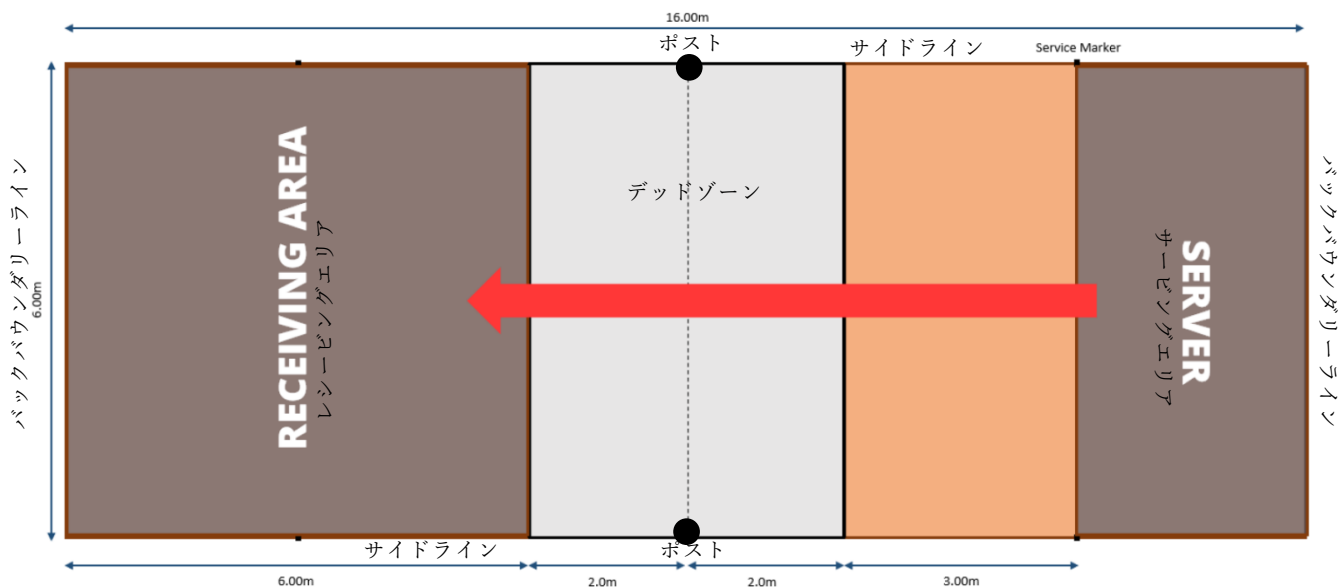 16.00m
ポスト
サイドライン
Service Marker
バックバウンダリーライン
6.00m
RECEIVING AREA
レシービングエリア
デッドゾーン
SERVER
サービングエリア
バックバウンダリーライン
サイドライン
ポスト
6.00m
2.0m
2.0m
3.00m